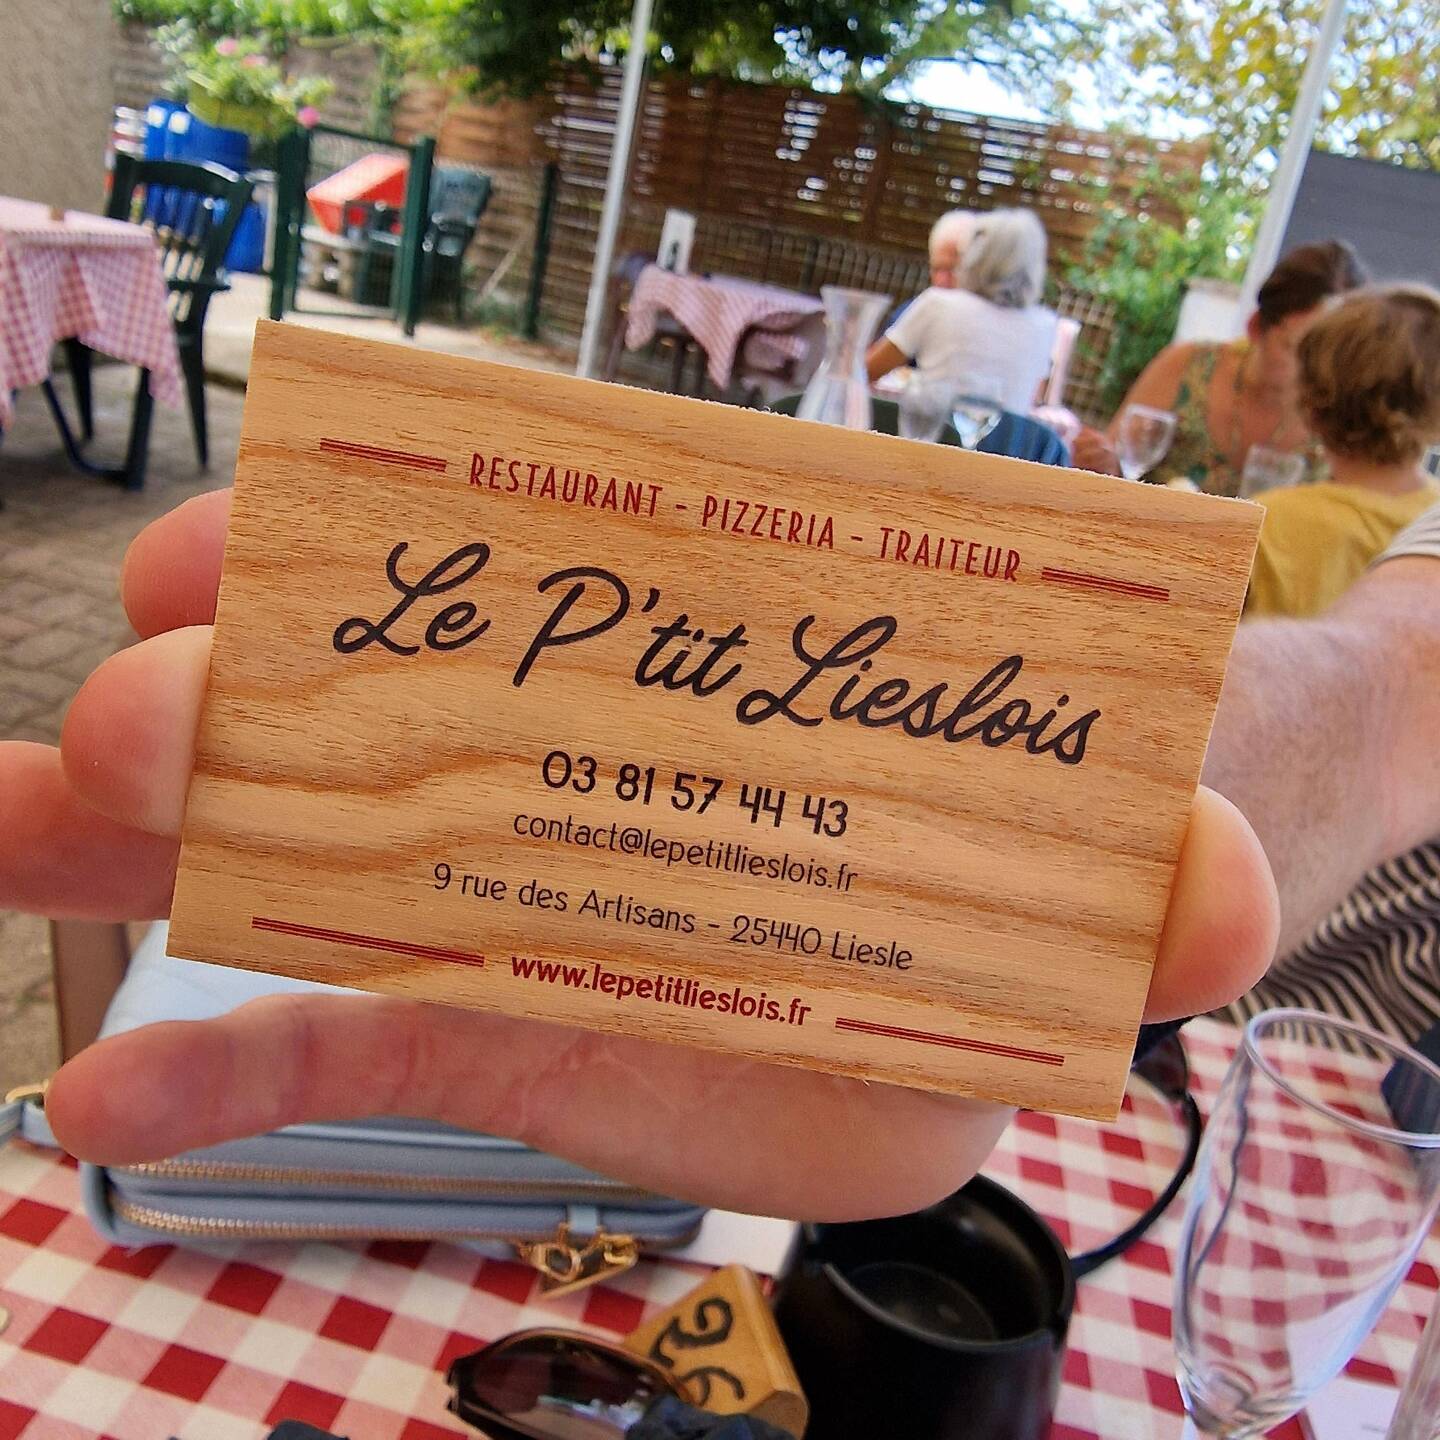 RESTAURANT - PIZZERIA - TRAITEUR
Le P'tit Lieslois
03 81 57 44 43
contact@lepetitlieslois.fr
9 rue des Artisans - 25440 Liesle
www.lepetitlieslois.fr
26